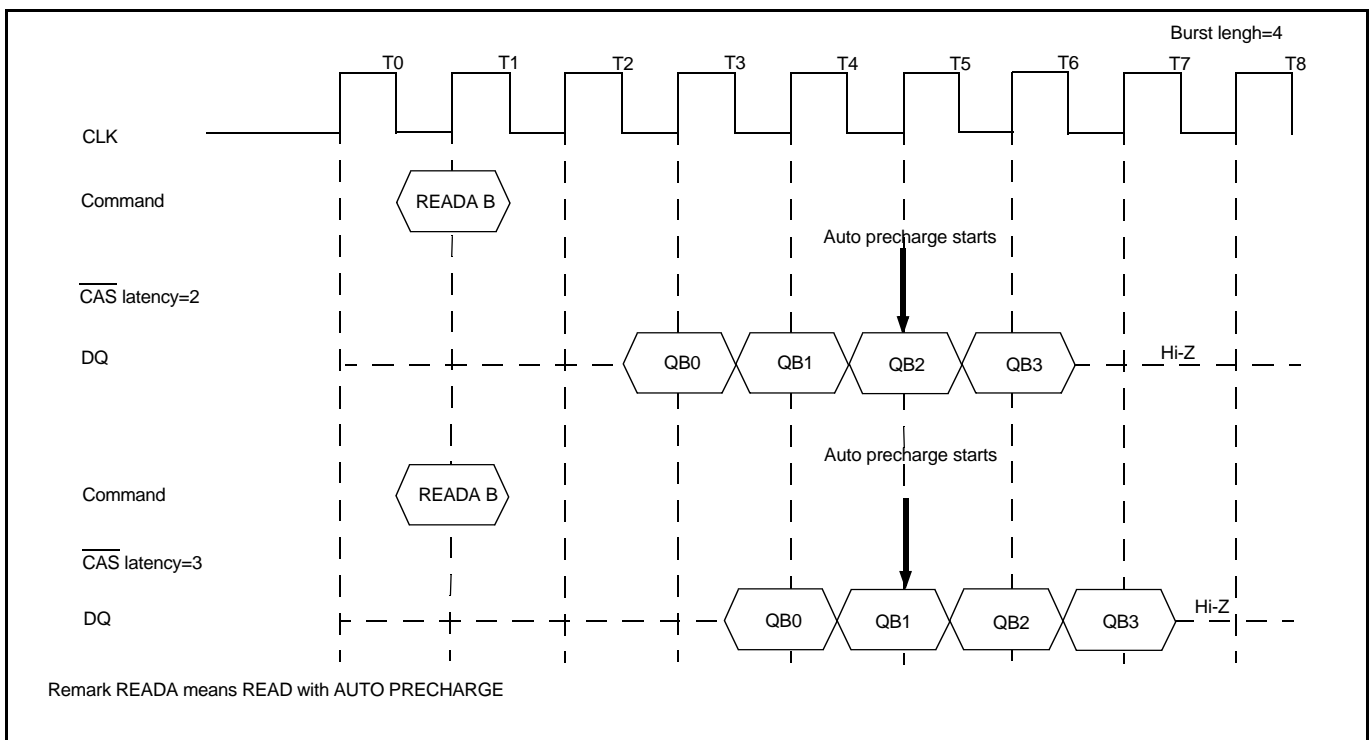 Burst lengh=4
T0 T1 T2 T3 T4 T5 T6 T7 T8
CLK
Command
READA B
Auto precharge starts
CAS latency=2
DQ
QB0 QB1 QB2 QB3
Hi-Z
Auto precharge starts
Command
READA B
CAS latency=3
DQ
QB0 QB1 QB2 QB3
Hi-Z
Remark READA means READ with AUTO PRECHARGE